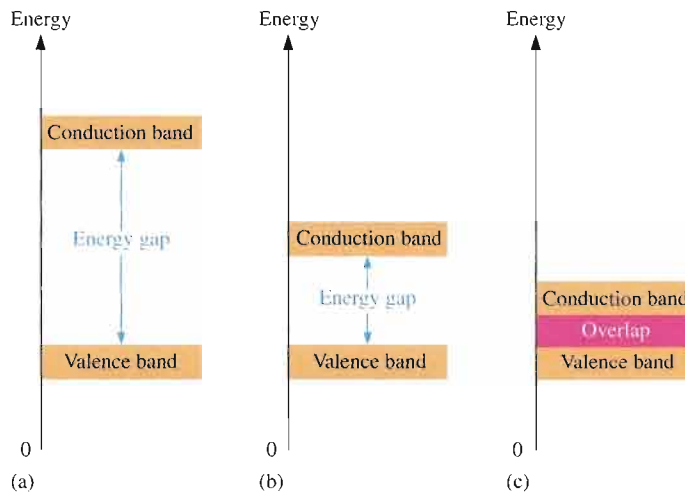 Energy
Conduction band
Energy gap
Valence band
0
(a)
Energy
Conduction band
Energy gap
Valence band
0
(b)
Energy
Conduction band
Overlap
Valence band
0
(c)